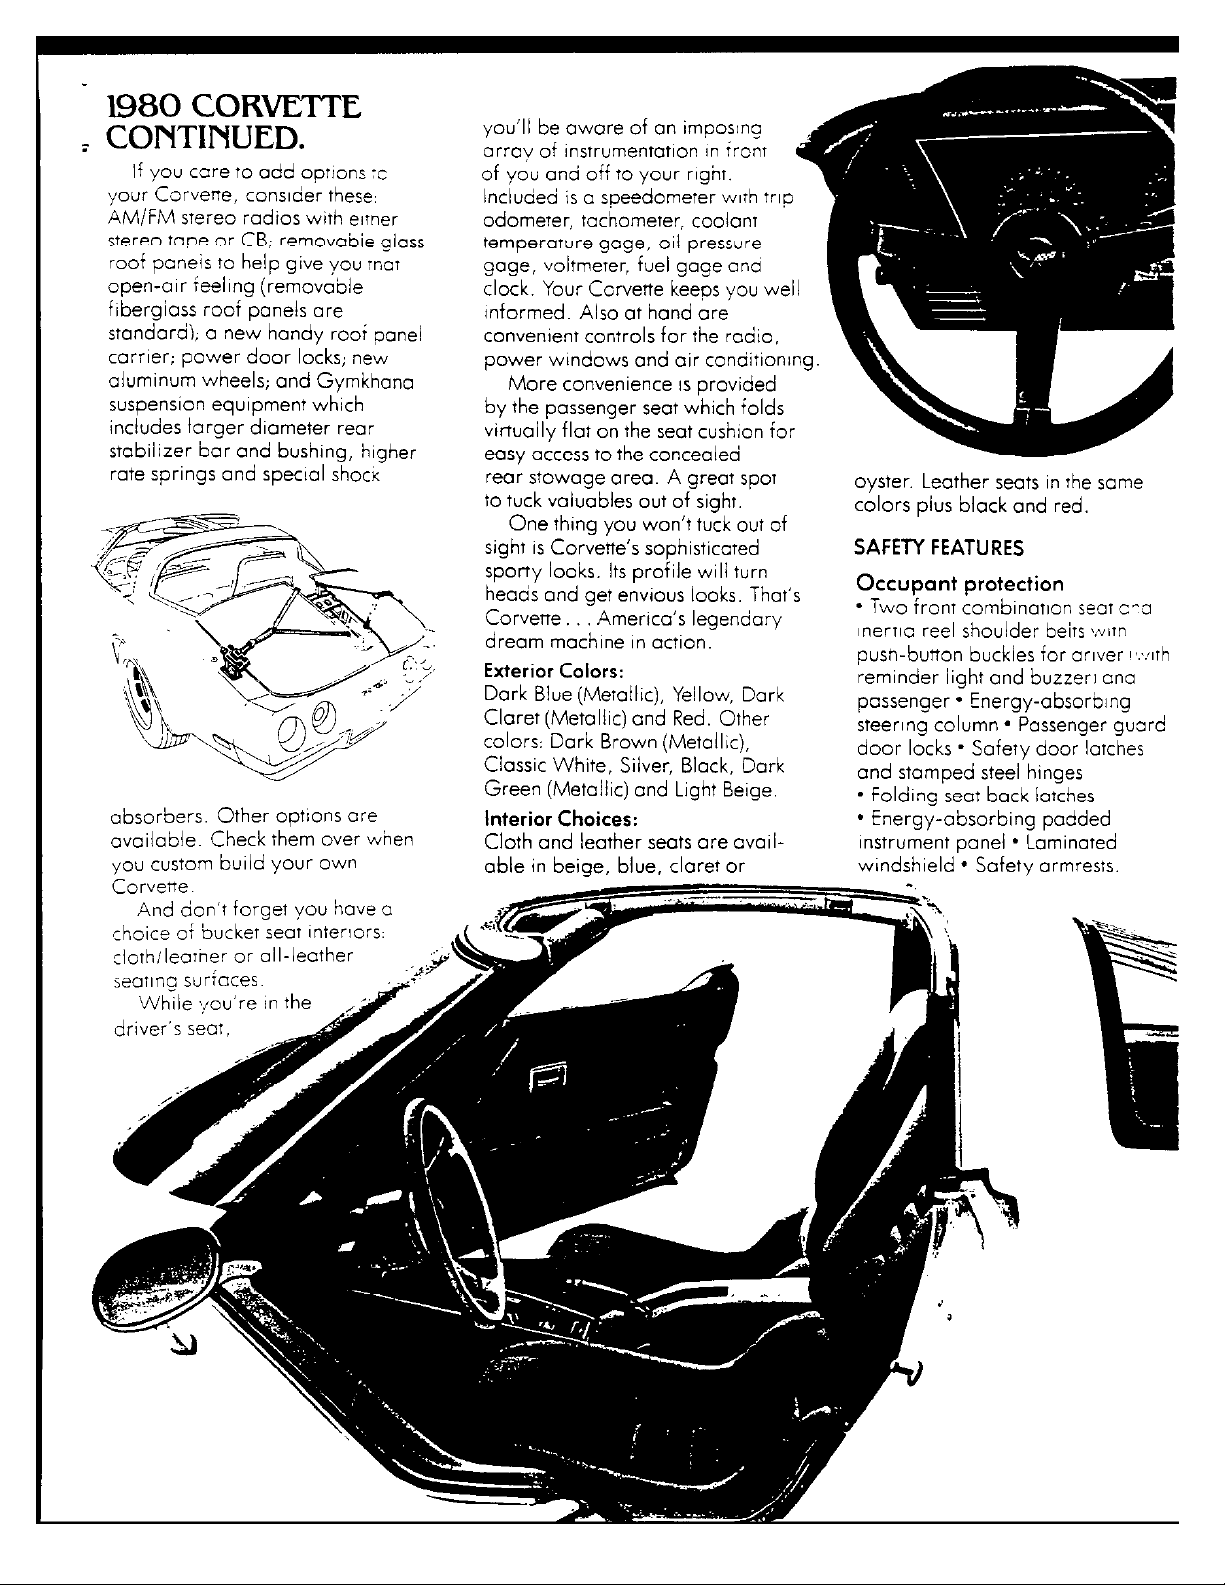 1980 CORVETTE
CONTINUED.
If you care to add options to
your Corvette, consider these:
AM/FM stereo radios with either
stereo tape or CB; removable glass
roof panels to help give you that
open-air feeling (removable
fiberglass roof panels are
standard); a new handy roof panel
carrier; power door locks; new
aluminum wheels; and Gymkhana
suspension equipment which
includes larger diameter rear
stabilizer bar and bushing, higher
rate springs and special shock
absorbers. Other options are
available. Check them over when
you custom build your own
Corvette.
And don't forget you have a
choice of bucket seat interiors:
cloth/leather or all-leather
seating surfaces.
While you're in the
driver's seat,
you'll be aware of an imposing
array of instrumentation in front
of you and off to your right.
Included is a speedometer with trip
odometer, tachometer, coolant
temperature gage, oil pressure
gage, voltmeter, fuel gage and
clock. Your Corvette keeps you well
informed. Also at hand are
convenient controls for the radio,
power windows and air conditioning.
More convenience is provided
by the passenger seat which folds
virtually flat on the seat cushion for
easy access to the concealed
rear stowage area. A great spot
to tuck valuables out of sight.
One thing you won't tuck out of
sight is Corvette's sophisticated
sporty looks. Its profile will turn
heads and get envious looks. That's
Corvette . . . America's legendary
dream machine in action.
Exterior Colors:
Dark Blue (Metallic), Yellow, Dark
Claret (Metallic) and Red. Other
colors: Dark Brown (Metallic),
Classic White, Silver, Black, Dark
Green (Metallic) and Light Beige.
Interior Choices:
Cloth and leather seats are avail-
able in beige, blue, claret or
oyster. Leather seats in the same
colors plus black and red.
SAFETY FEATURES
Occupant protection
• Two front combination seat and
inertia reel shoulder belts with
push-button buckles for driver (with
reminder light and buzzer) and
passenger • Energy-absorbing
steering column • Passenger guard
door locks • Safety door latches
and stamped steel hinges
• Folding seat back latches
• Energy-absorbing padded
instrument panel • Laminated
windshield • Safety armrests.